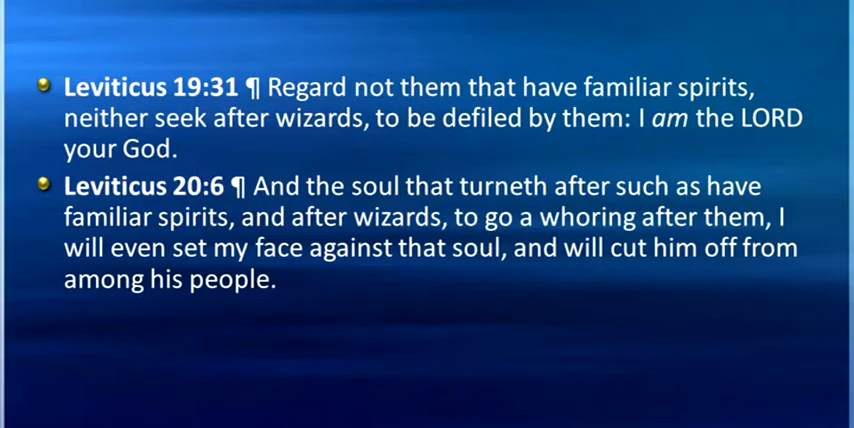 Leviticus 19:31 ¶ Regard not them that have familiar spirits,
neither seek after wizards, to be defiled by them: I am the LORD
your God.
Leviticus 20:6 ¶ And the soul that turneth after such as have
familiar spirits, and after wizards, to go a whoring after them, I
will even set my face against that soul, and will cut him off from
among his people.